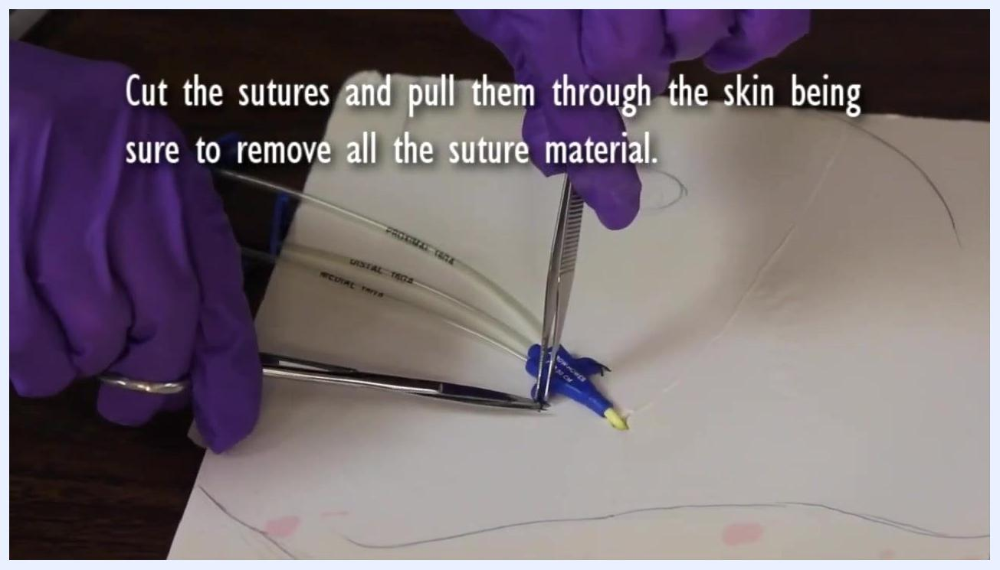 Cut the sutures and pull them through the skin being
sure to remove all the suture material.
PROXIMAL
DISTAL
MEDIAL
CM